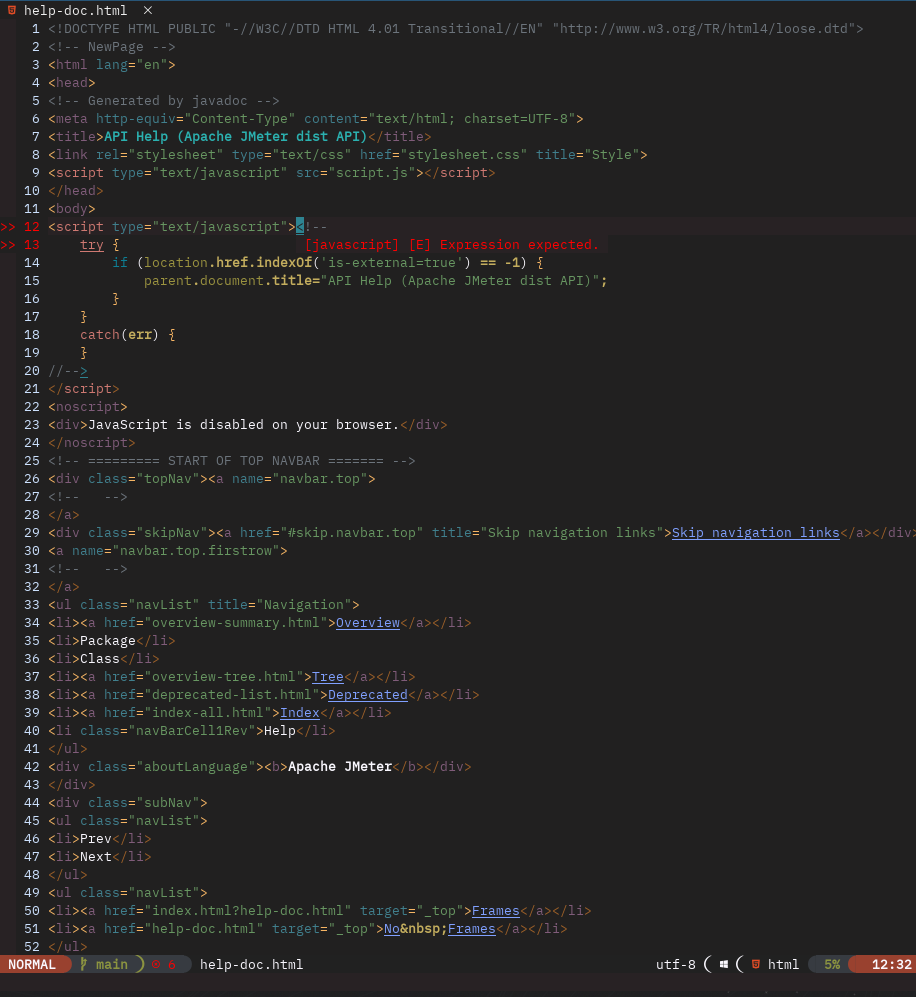 help-doc.html ×
1 <!DOCTYPE HTML PUBLIC "-//W3C//DTD HTML 4.01 Transitional//EN" "http://www.w3.org/TR/html4/loose.dtd">
2 <!-- NewPage -->
3 <html lang="en">
4 <head>
5 <!-- Generated by javadoc -->
6 <meta http-equiv="Content-Type" content="text/html; charset=UTF-8">
7 <title>API Help (Apache JMeter dist API)</title>
8 <link rel="stylesheet" type="text/css" href="stylesheet.css" title="Style">
9 <script type="text/javascript" src="script.js"></script>
10 </head>
11 <body>
>> 12 <script type="text/javascript"><!--
>> 13     try { [javascript] [E] Expression expected.
14         if (location.href.indexOf('is-external=true') == -1) {
15             parent.document.title="API Help (Apache JMeter dist API)";
16         }
17     }
18     catch(err) {
19     }
20 //-->
21 </script>
22 <noscript>
23 <div>JavaScript is disabled on your browser.</div>
24 </noscript>
25 <!-- ========= START OF TOP NAVBAR ======= -->
26 <div class="topNav"><a name="navbar.top">
27 <!--   -->
28 </a>
29 <div class="skipNav"><a href="#skip.navbar.top" title="Skip navigation links">Skip navigation links</a></div>
30 <a name="navbar.top.firstrow">
31 <!--   -->
32 </a>
33 <ul class="navList" title="Navigation">
34 <li><a href="overview-summary.html">Overview</a></li>
35 <li>Package</li>
36 <li>Class</li>
37 <li><a href="overview-tree.html">Tree</a></li>
38 <li><a href="deprecated-list.html">Deprecated</a></li>
39 <li><a href="index-all.html">Index</a></li>
40 <li class="navBarCell1Rev">Help</li>
41 </ul>
42 <div class="aboutLanguage"><b>Apache JMeter</b></div>
43 </div>
44 <div class="subNav">
45 <ul class="navList">
46 <li>Prev</li>
47 <li>Next</li>
48 </ul>
49 <ul class="navList">
50 <li><a href="index.html?help-doc.html" target="_top">Frames</a></li>
51 <li><a href="help-doc.html" target="_top">No&nbsp;Frames</a></li>
52 </ul>
NORMAL main 6 help-doc.html utf-8 html 5% 12:32